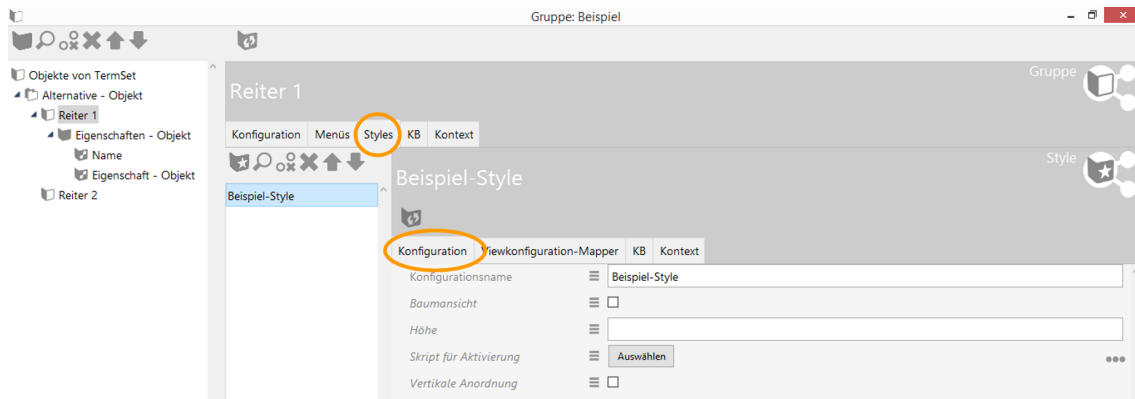 Gruppe: Beispiel
Objekte von TermSet
Alternative - Objekt
Reiter 1
Eigenschaften - Objekt
Name
Eigenschaft - Objekt
Reiter 2
Gruppe
Reiter 1
Konfiguration Menüs Styles KB Kontext
Beispiel-Style
Style
Beispiel-Style
Konfiguration Viewkonfiguration-Mapper KB Kontext
Konfigurationsname Beispiel-Style
Baumansicht
Höhe
Skript für Aktivierung Auswählen
Vertikale Anordnung